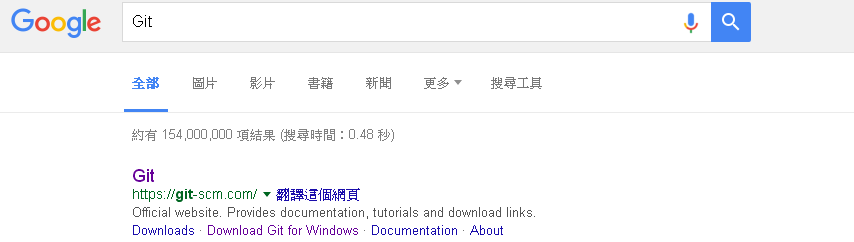 Google Git
全部 圖片 影片 書籍 新聞 更多 搜尋工具
約有 154,000,000 項結果 (搜尋時間：0.48 秒)
Git
https://git-scm.com/ 翻譯這個網頁
Official website. Provides documentation, tutorials and download links.
Downloads · Download Git for Windows · Documentation · About